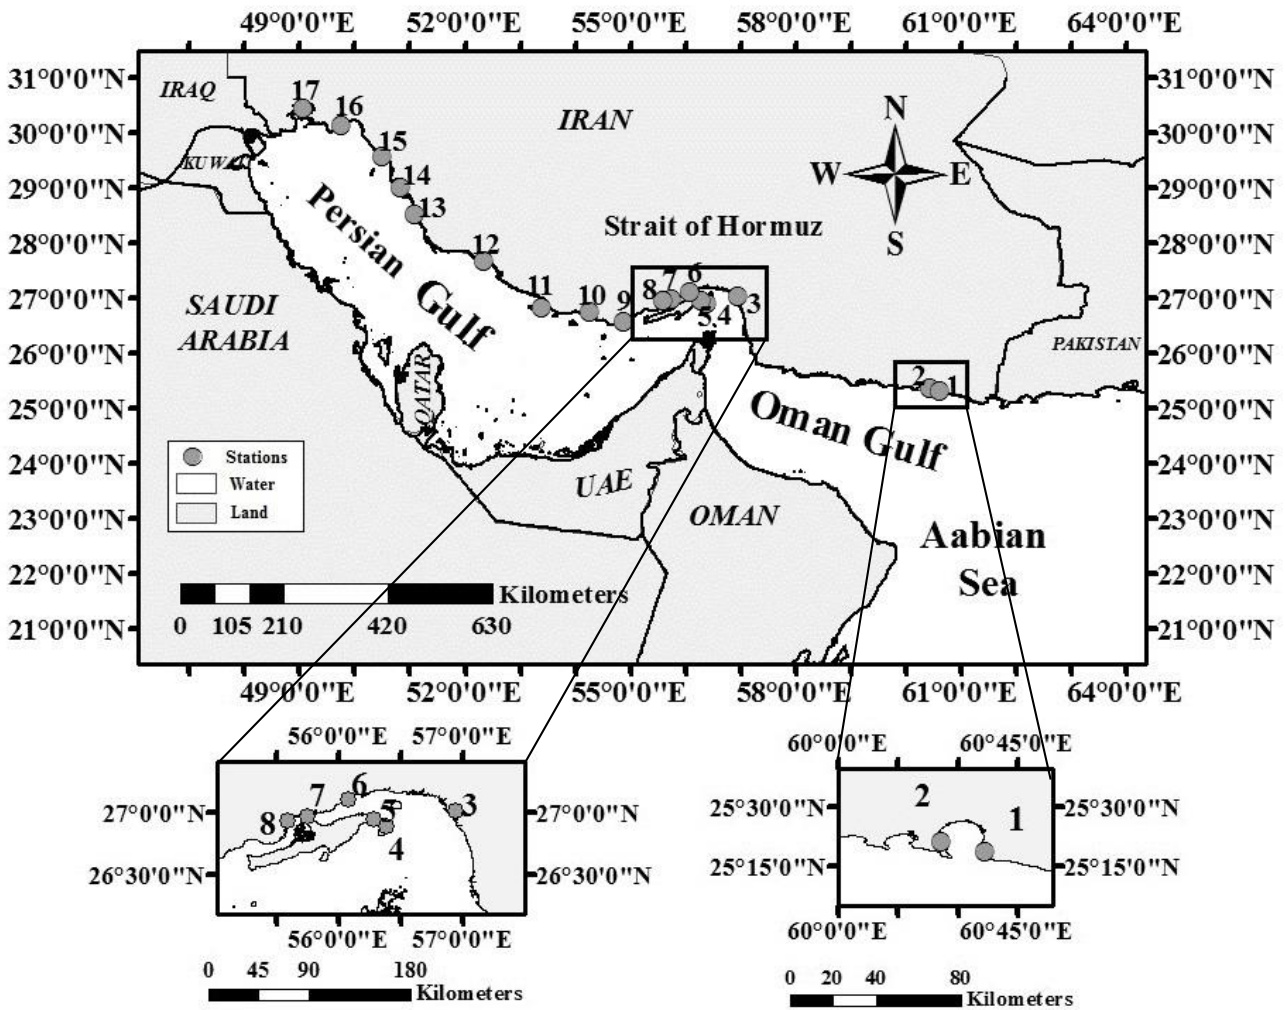 49°0'0"E 52°0'0"E 55°0'0"E 58°0'0"E 61°0'0"E 64°0'0"E
31°0'0"N 31°0'0"N
IRAQ
17
16
IRAN
N
30°0'0"N 30°0'0"N
15
KUWAI
W E
14
29°0'0"N 29°0'0"N
13
Persian Gulf
Strait of Hormuz
S
28°0'0"N 28°0'0"N
12
11 10 9 8 7 6 5 4 3
27°0'0"N 27°0'0"N
SAUDI
ARABIA
PAKISTAN
26°0'0"N 26°0'0"N
QATAR
2 1
25°0'0"N 25°0'0"N
Oman Gulf
Stations
Water
Land
24°0'0"N 24°0'0"N
UAE
OMAN
23°0'0"N 23°0'0"N
Aabian
Sea
22°0'0"N 22°0'0"N
Kilometers
0 105 210 420 630
21°0'0"N 21°0'0"N
49°0'0"E 52°0'0"E 55°0'0"E 58°0'0"E 61°0'0"E 64°0'0"E
56°0'0"E 57°0'0"E
27°0'0"N 27°0'0"N
8 7 6 5 4 3
26°30'0"N 26°30'0"N
56°0'0"E 57°0'0"E
0 45 90 180
Kilometers
60°0'0"E 60°45'0"E
25°30'0"N 25°30'0"N
2 1
25°15'0"N 25°15'0"N
60°0'0"E 60°45'0"E
0 20 40 80
Kilometers